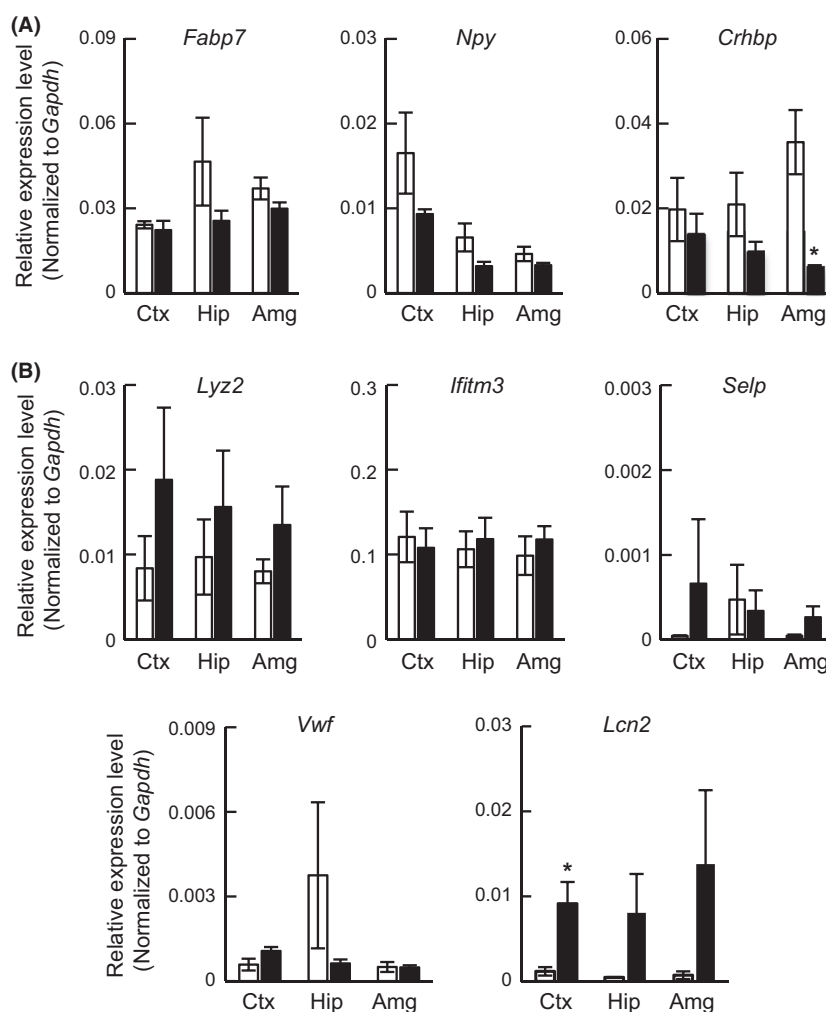 (A)
Fabp7 Npy Crhbp
Relative expression level
(Normalized to Gapdh)
0.09
0.06
0.03
0
Ctx Hip Amg
0.03
0.02
0.01
0
Ctx Hip Amg
0.06
0.04
0.02
0
*
Ctx Hip Amg
(B)
Lyz2 Ifitm3 Selp
Relative expression level
(Normalized to Gapdh)
0.03
0.02
0.01
0
Ctx Hip Amg
0.3
0.2
0.1
0
Ctx Hip Amg
0.003
0.002
0.001
0
Ctx Hip Amg
Vwf Lcn2
Relative expression level
(Normalized to Gapdh)
0.009
0.006
0.003
0
Ctx Hip Amg
0.03
0.02
0.01
0
*
Ctx Hip Amg